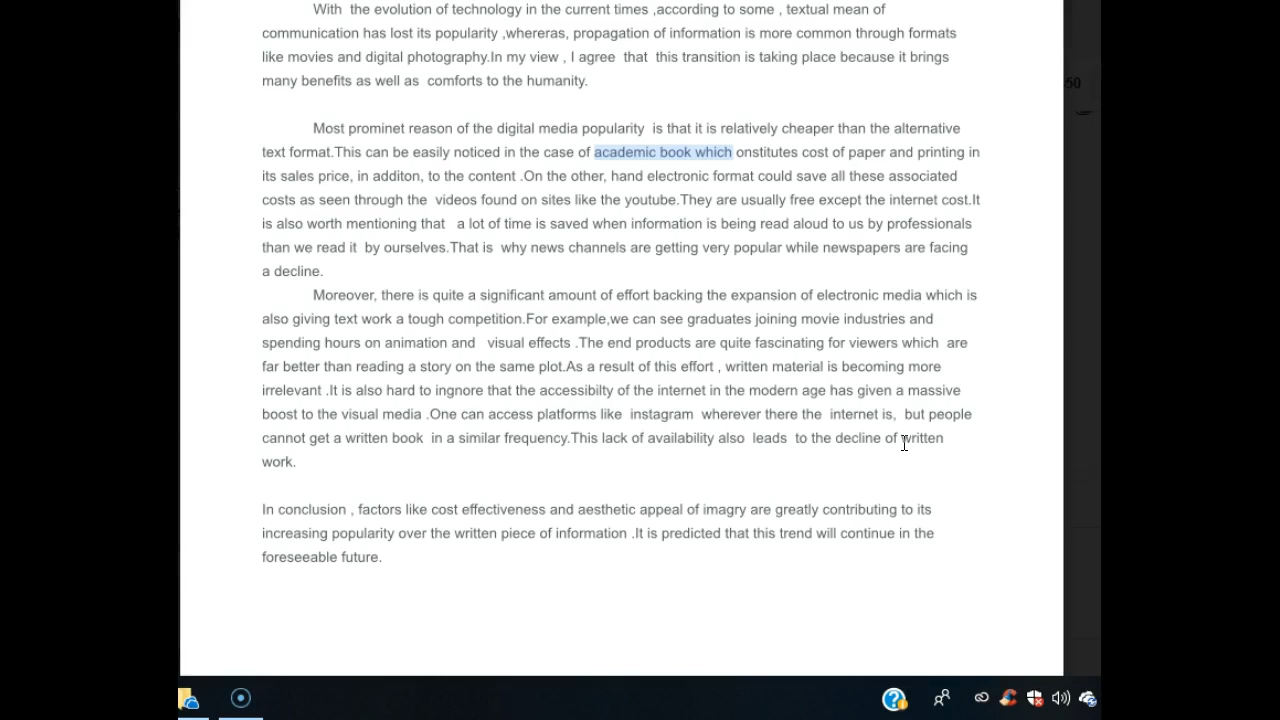 With  the evolution of technology in the current times ,according to some , textual mean of
communication has lost its popularity ,whereras, propagation of information is more common through formats
like movies and digital photography.In my view , I agree  that  this transition is taking place because it brings
many benefits as well as  comforts to the humanity.
50
Most prominet reason of the digital media popularity  is that it is relatively cheaper than the alternative
text format.This can be easily noticed in the case of academic book which onstitutes cost of paper and printing in
its sales price, in additon, to the content .On the other, hand electronic format could save all these associated
costs as seen through the  videos found on sites like the youtube.They are usually free except the internet cost.It
is also worth mentioning that   a lot of time is saved when information is being read aloud to us by professionals
than we read it  by ourselves.That is  why news channels are getting very popular while newspapers are facing
a decline.
Moreover, there is quite a significant amount of effort backing the expansion of electronic media which is
also giving text work a tough competition.For example,we can see graduates joining movie industries and
spending hours on animation and   visual effects .The end products are quite fascinating for viewers which  are
far better than reading a story on the same plot.As a result of this effort , written material is becoming more
irrelevant .It is also hard to ingnore that the accessibilty of the internet in the modern age has given a massive
boost to the visual media .One can access platforms like  instagram  wherever there the  internet is,  but people
cannot get a written book  in a similar frequency.This lack of availability also  leads  to the decline of written
work.
In conclusion , factors like cost effectiveness and aesthetic appeal of imagry are greatly contributing to its
increasing popularity over the written piece of information .It is predicted that this trend will continue in the
foreseeable future.